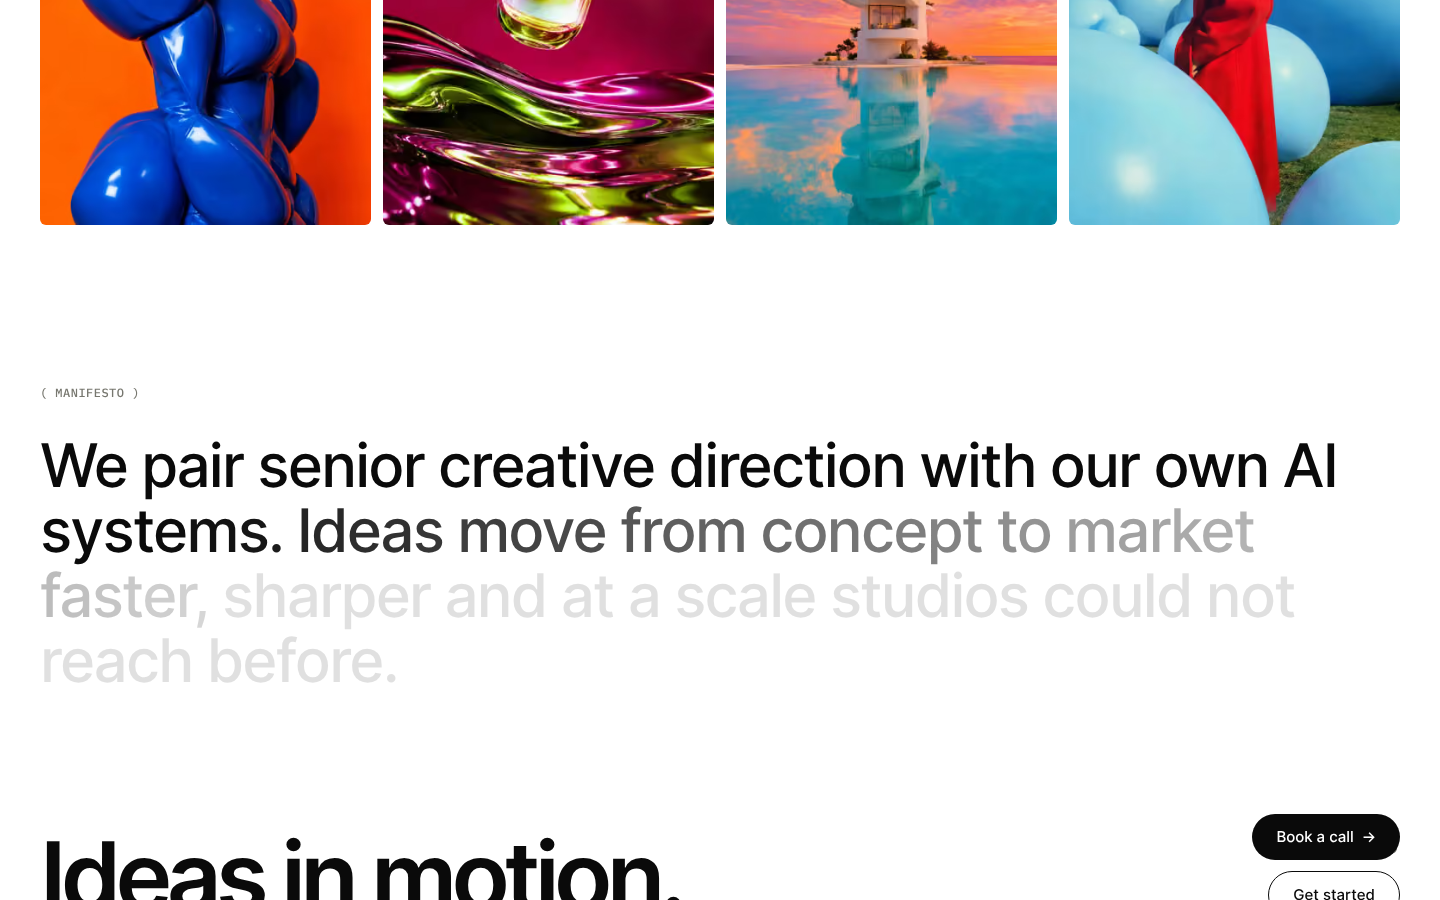 ( MANIFESTO )
We pair senior creative direction with our own AI
systems. Ideas move from concept to market
faster, sharper and at a scale studios could not
reach before.
Book a call →
Ideas in motion.
Get started